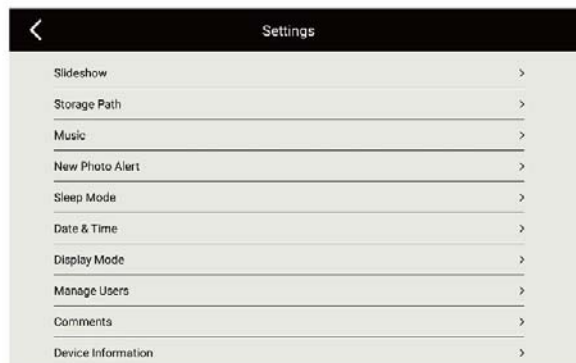 Settings
Slideshow
Storage Path
Music
New Photo Alert
Sleep Mode
Date & Time
Display Mode
Manage Users
Comments
Device Information